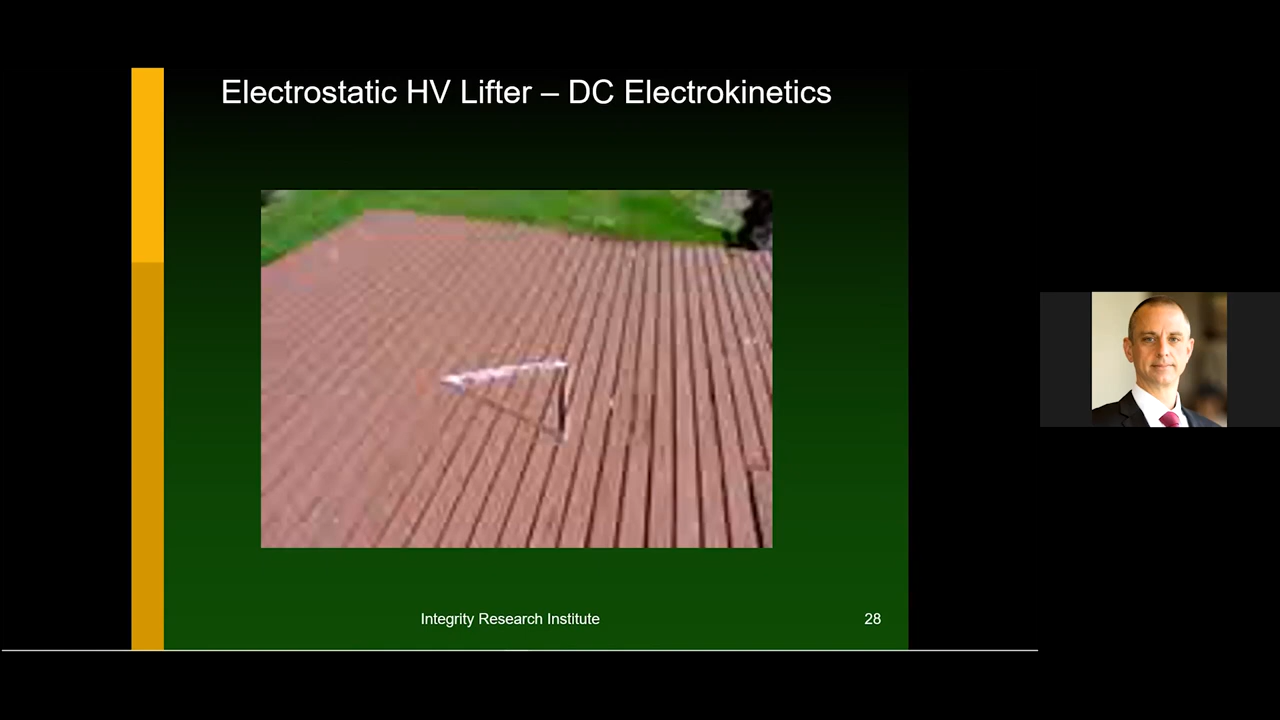 Electrostatic HV Lifter – DC Electrokinetics
Integrity Research Institute
28